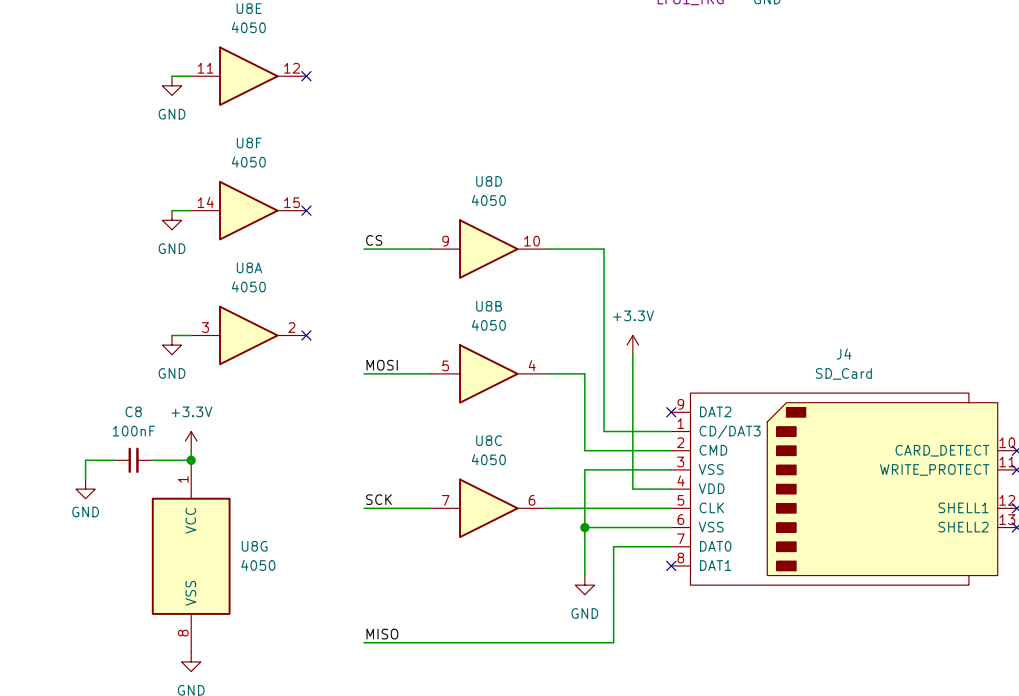 GND
U8E
4050
11
12
GND
U8F
4050
14
15
GND
U8A
4050
3
2
GND
C8
100nF
+3.3V
GND
1
VCC
VSS
8
U8G
4050
GND
U8D
4050
CS
9
10
U8B
4050
MOSI
5
4
U8C
4050
SCK
7
6
MISO
+3.3V
GND
J4
SD_Card
9 DAT2
1 CD/DAT3
2 CMD
3 VSS
4 VDD
5 CLK
6 VSS
7 DAT0
8 DAT1
CARD_DETECT 10
WRITE_PROTECT 11
SHELL1 12
SHELL2 13